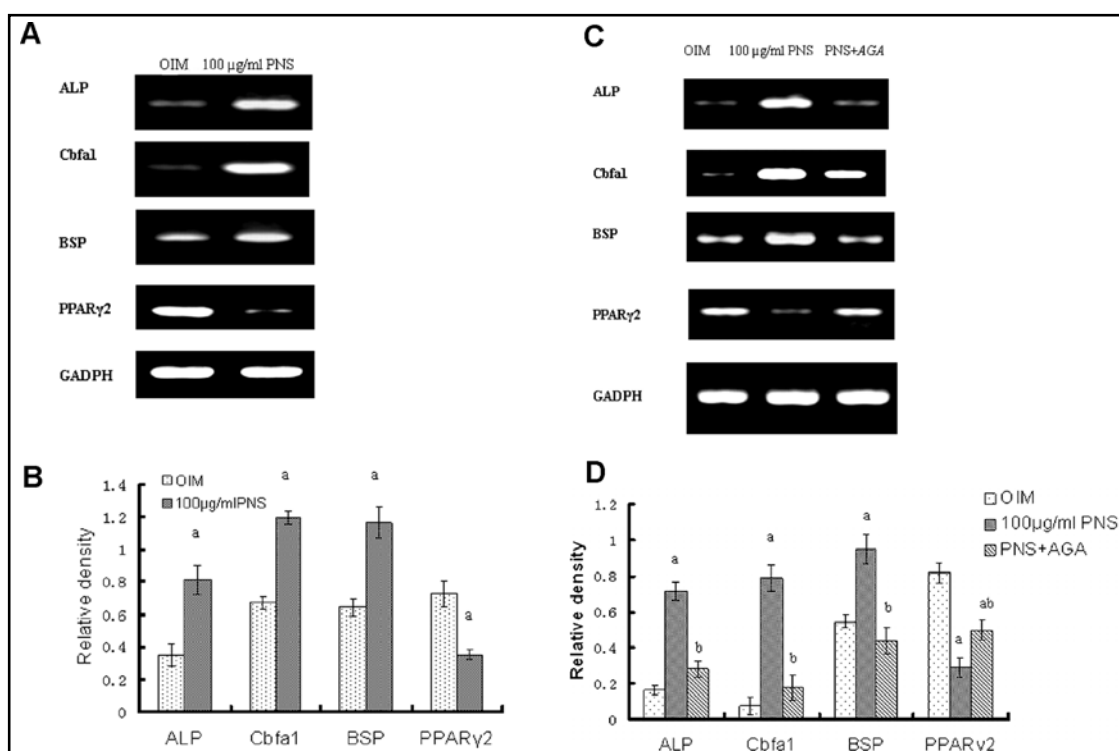 A
OIM 100 µg/ml PNS
ALP
Cbfa1
BSP
PPARγ2
GADPH
C
OIM 100 µg/ml PNS PNS+AGA
ALP
Cbfa1
BSP
PPARγ2
GADPH
B
OIM
100µg/mlPNS
Relative density
1.4
1.2
1
0.8
0.6
0.4
0.2
0
a
a
a
a
ALP Cbfa1 BSP PPARγ2
D
OIM
100µg/ml PNS
PNS+AGA
Relative density
1.2
1
0.8
0.6
0.4
0.2
0
a
b
a
b
a
b
a
ab
ALP Cbfa1 BSP PPARγ2